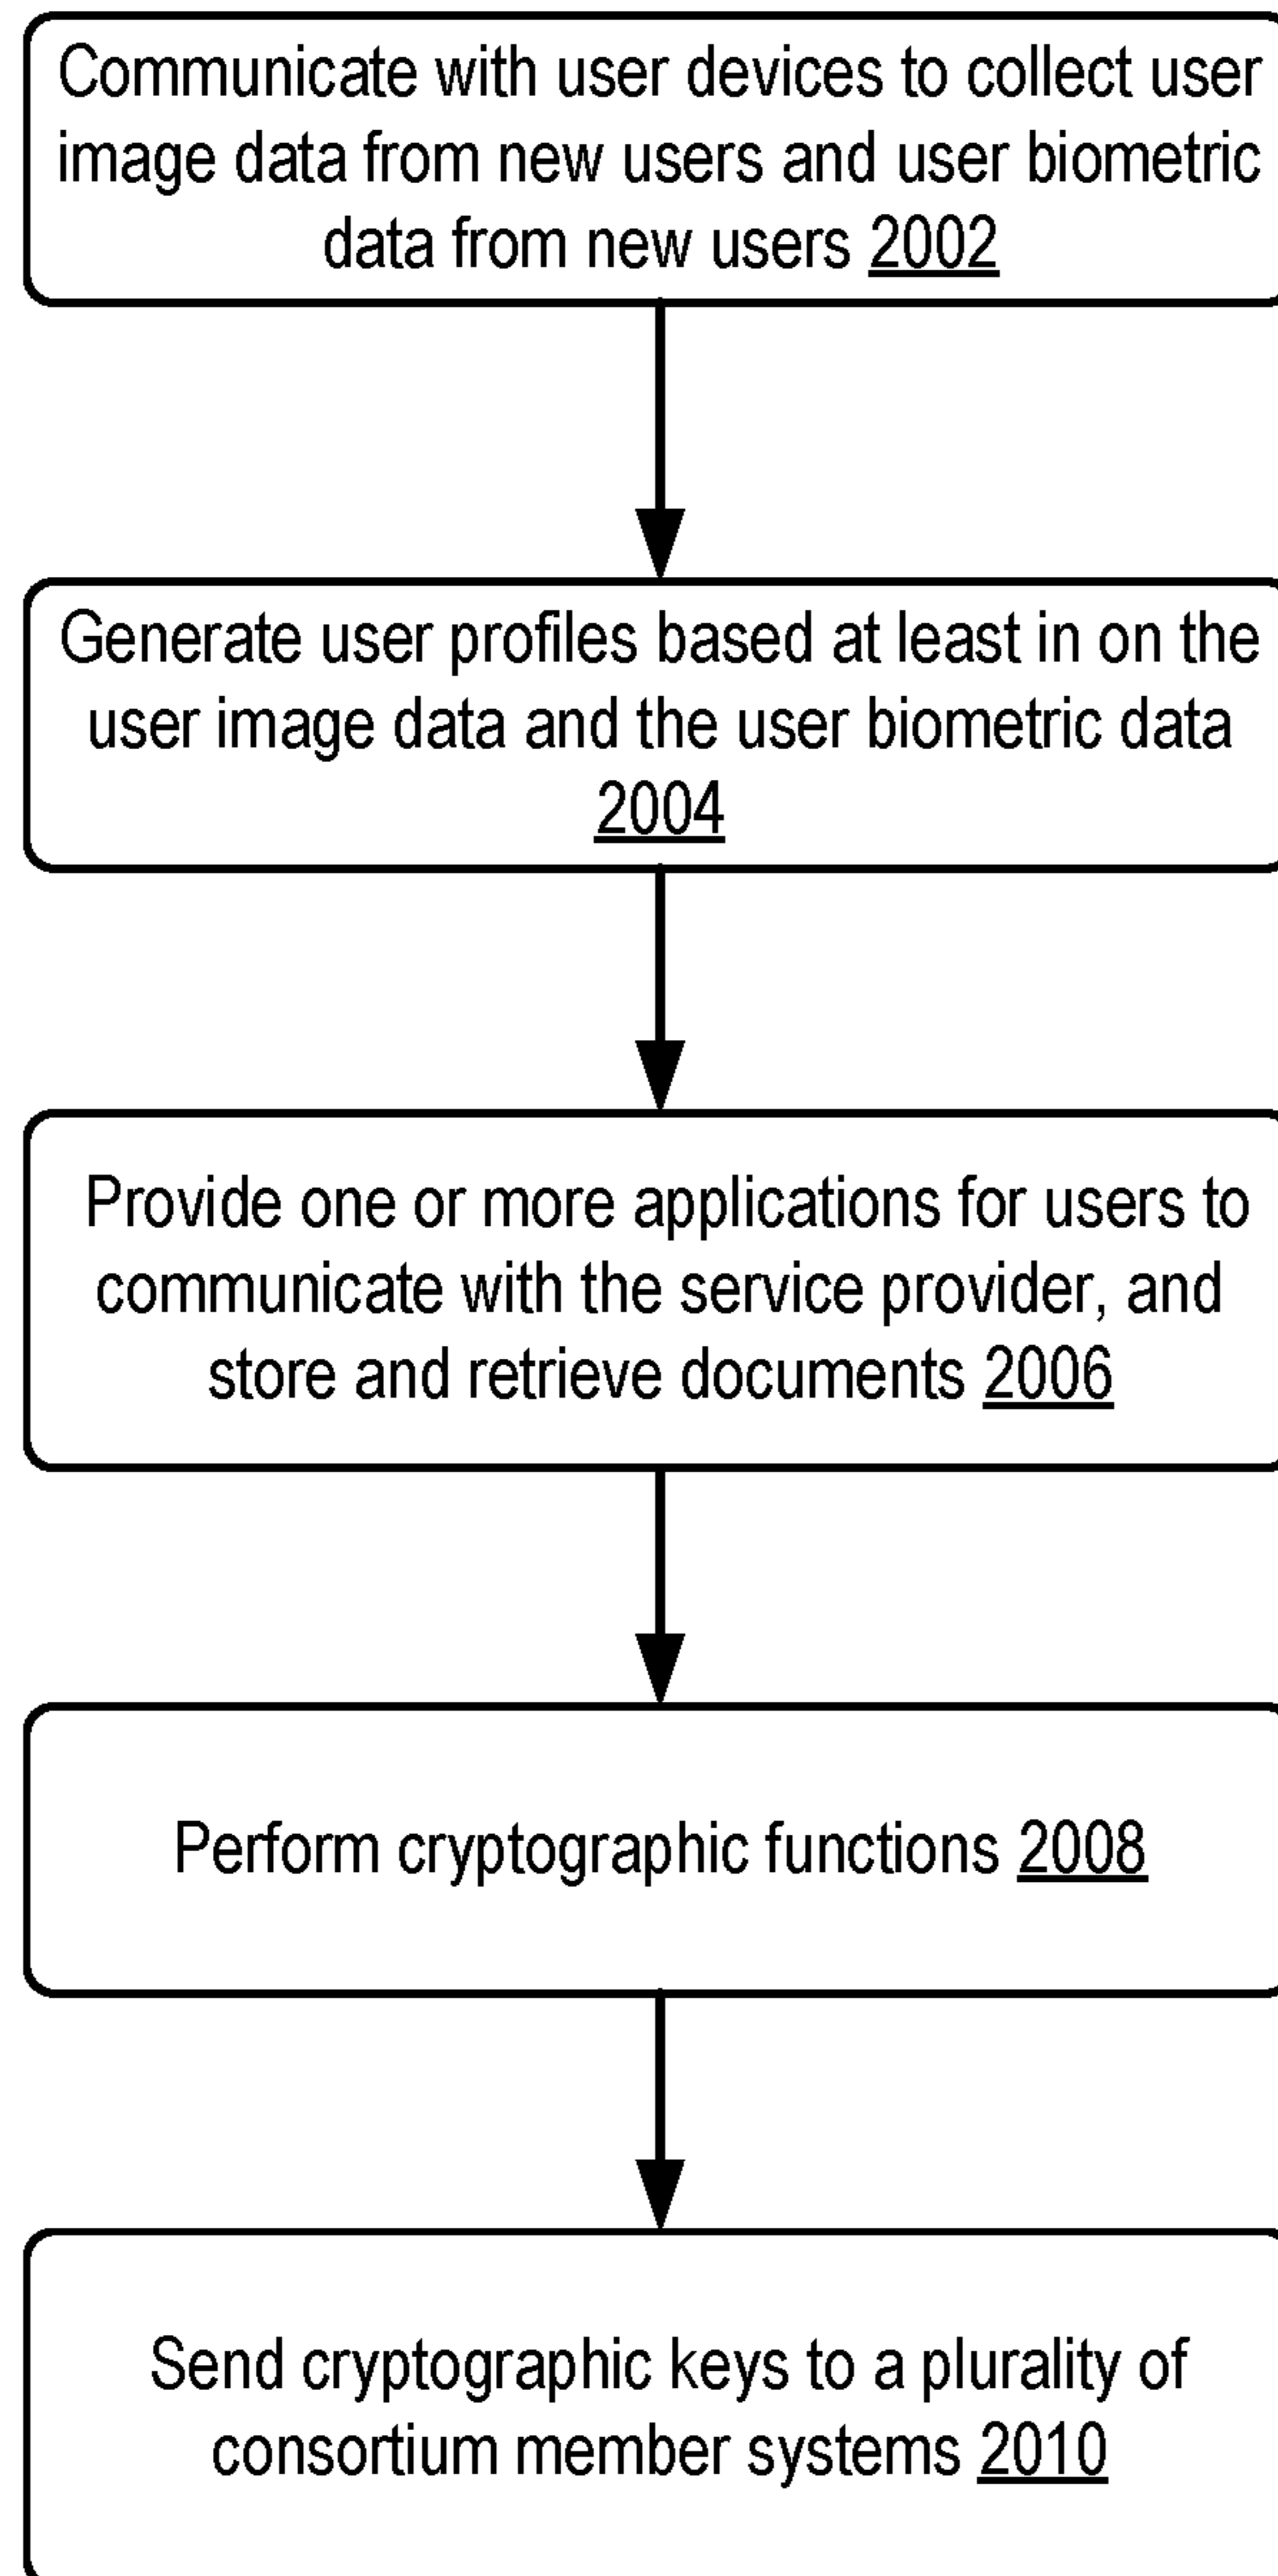 Communicate with user devices to collect user
image data from new users and user biometric
data from new users 2002
Generate user profiles based at least in on the
user image data and the user biometric data
2004
Provide one or more applications for users to
communicate with the service provider, and
store and retrieve documents 2006
Perform cryptographic functions 2008
Send cryptographic keys to a plurality of
consortium member systems 2010